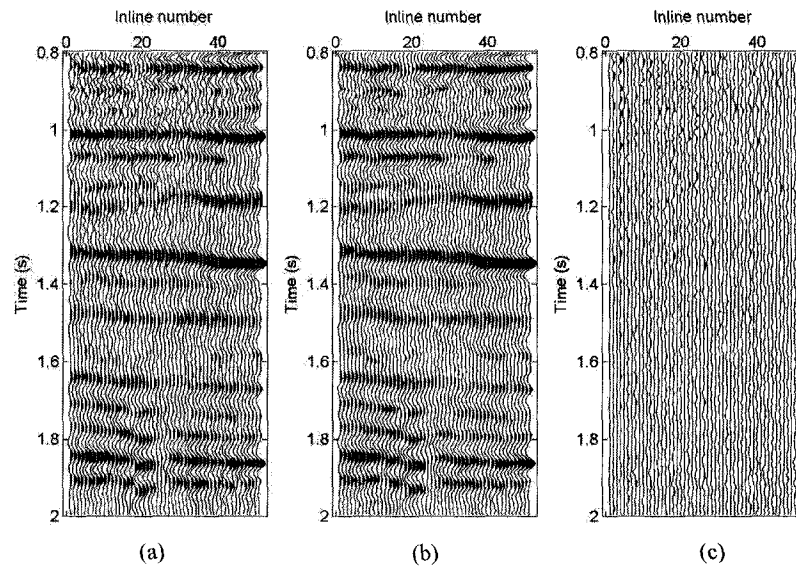 Inline number Inline number Inline number
0 20 40 0 20 40 0 20 40
0.8 0.8 0.8
1 1 1
1.2 1.2 1.2
Time (s) Time (s) Time (s)
1.4 1.4 1.4
1.6 1.6 1.6
1.8 1.8 1.8
2 2 2
(a) (b) (c)